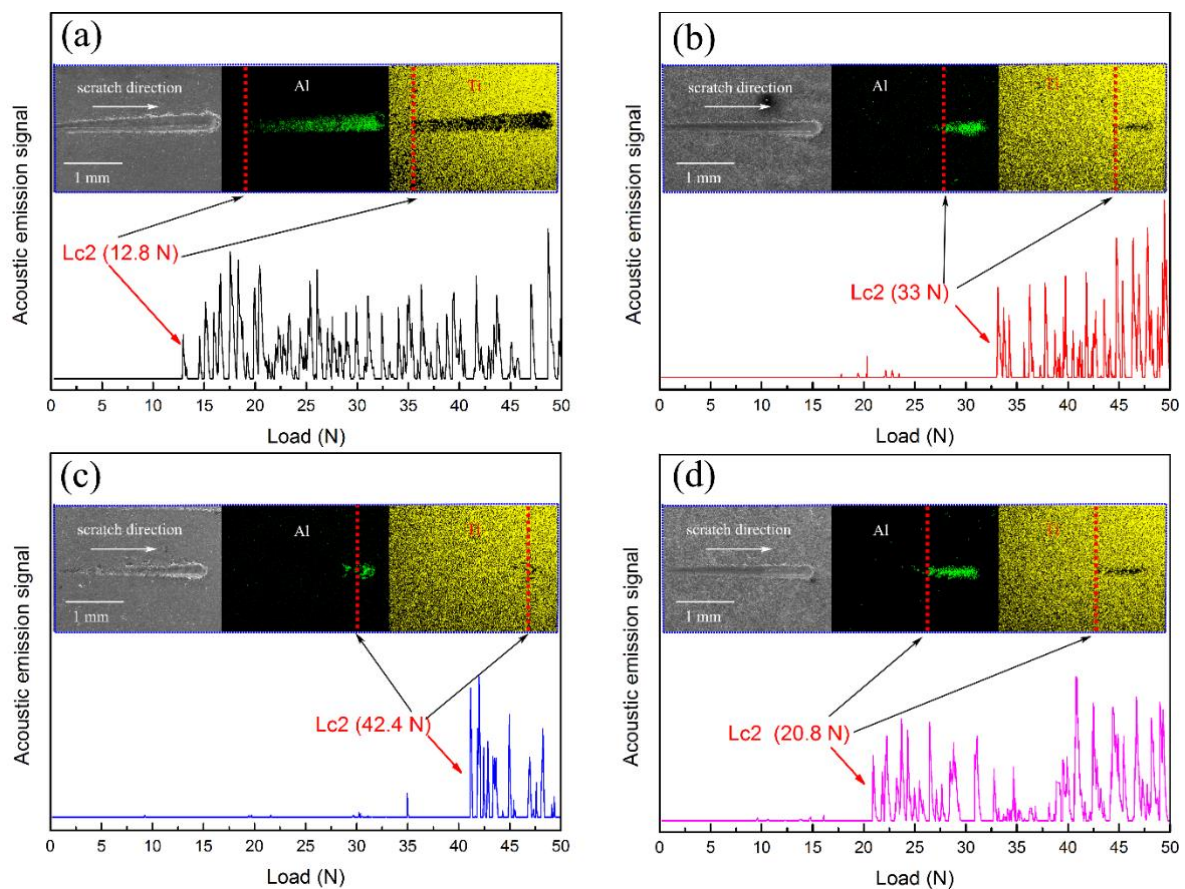 (a)
scratch direction
Al
Ti
1 mm
Lc2 (12.8 N)
Acoustic emission signal
0 5 10 15 20 25 30 35 40 45 50
Load (N)
(b)
scratch direction
Al
Ti
1 mm
Lc2 (33 N)
Acoustic emission signal
0 5 10 15 20 25 30 35 40 45 50
Load (N)
(c)
scratch direction
Al
Ti
1 mm
Lc2 (42.4 N)
Acoustic emission signal
0 5 10 15 20 25 30 35 40 45 50
Load (N)
(d)
scratch direction
Al
Ti
1 mm
Lc2 (20.8 N)
Acoustic emission signal
0 5 10 15 20 25 30 35 40 45 50
Load (N)